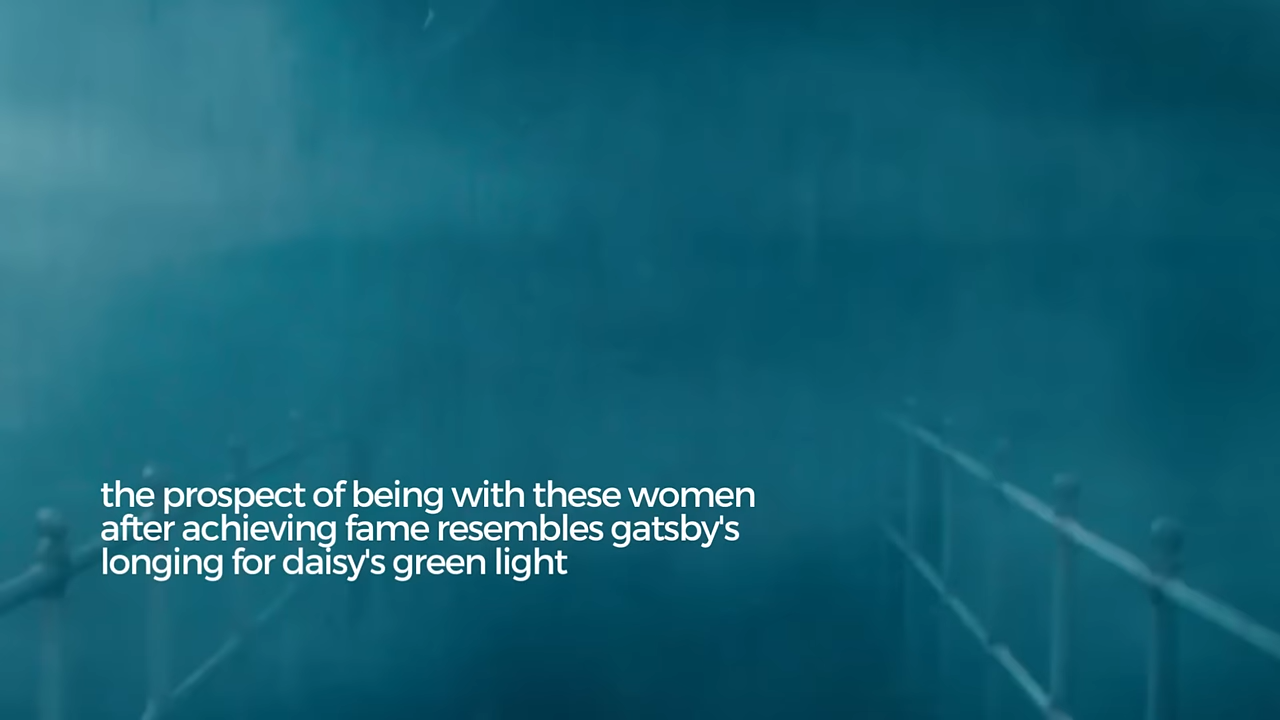 the prospect of being with these women
after achieving fame resembles gatsby's
longing for daisy's green light